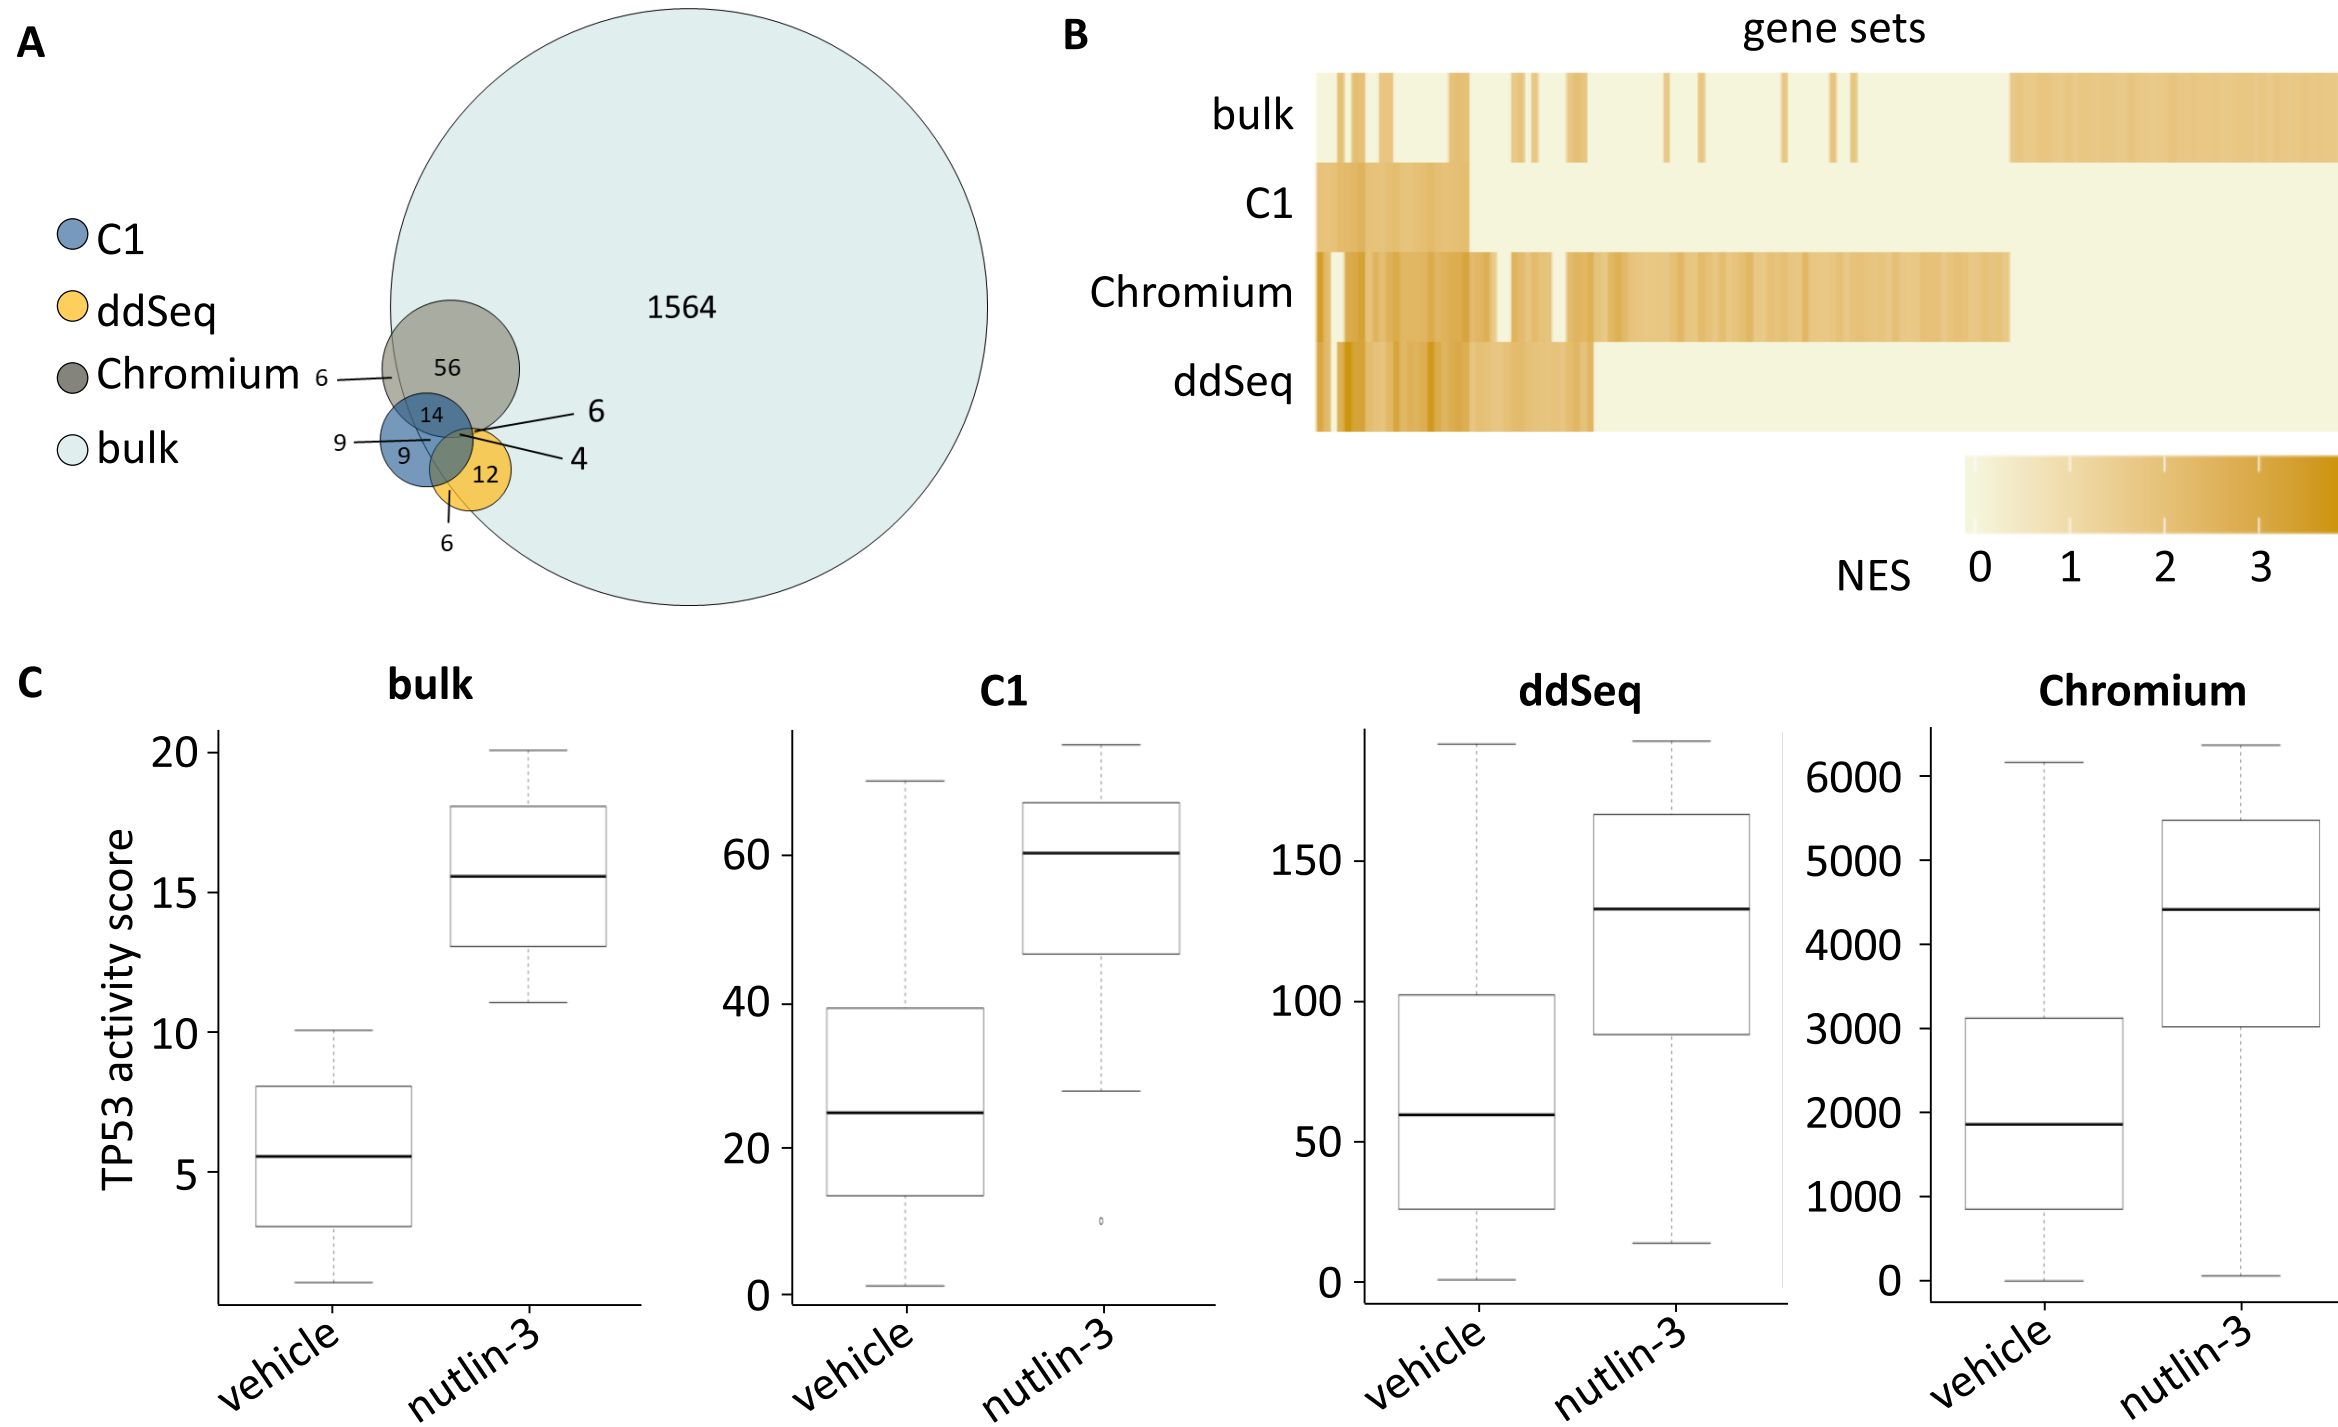 A
C1
ddSeq
Chromium
bulk
1564
56
6
14
9
9
12
6
4
6
B
gene sets
bulk
C1
Chromium
ddSeq
NES
0 1 2 3
C
bulk
TP53 activity score
20
15
10
5
vehicle
nutlin-3
C1
60
40
20
0
vehicle
nutlin-3
ddSeq
150
100
50
0
vehicle
nutlin-3
Chromium
6000
5000
4000
3000
2000
1000
0
vehicle
nutlin-3